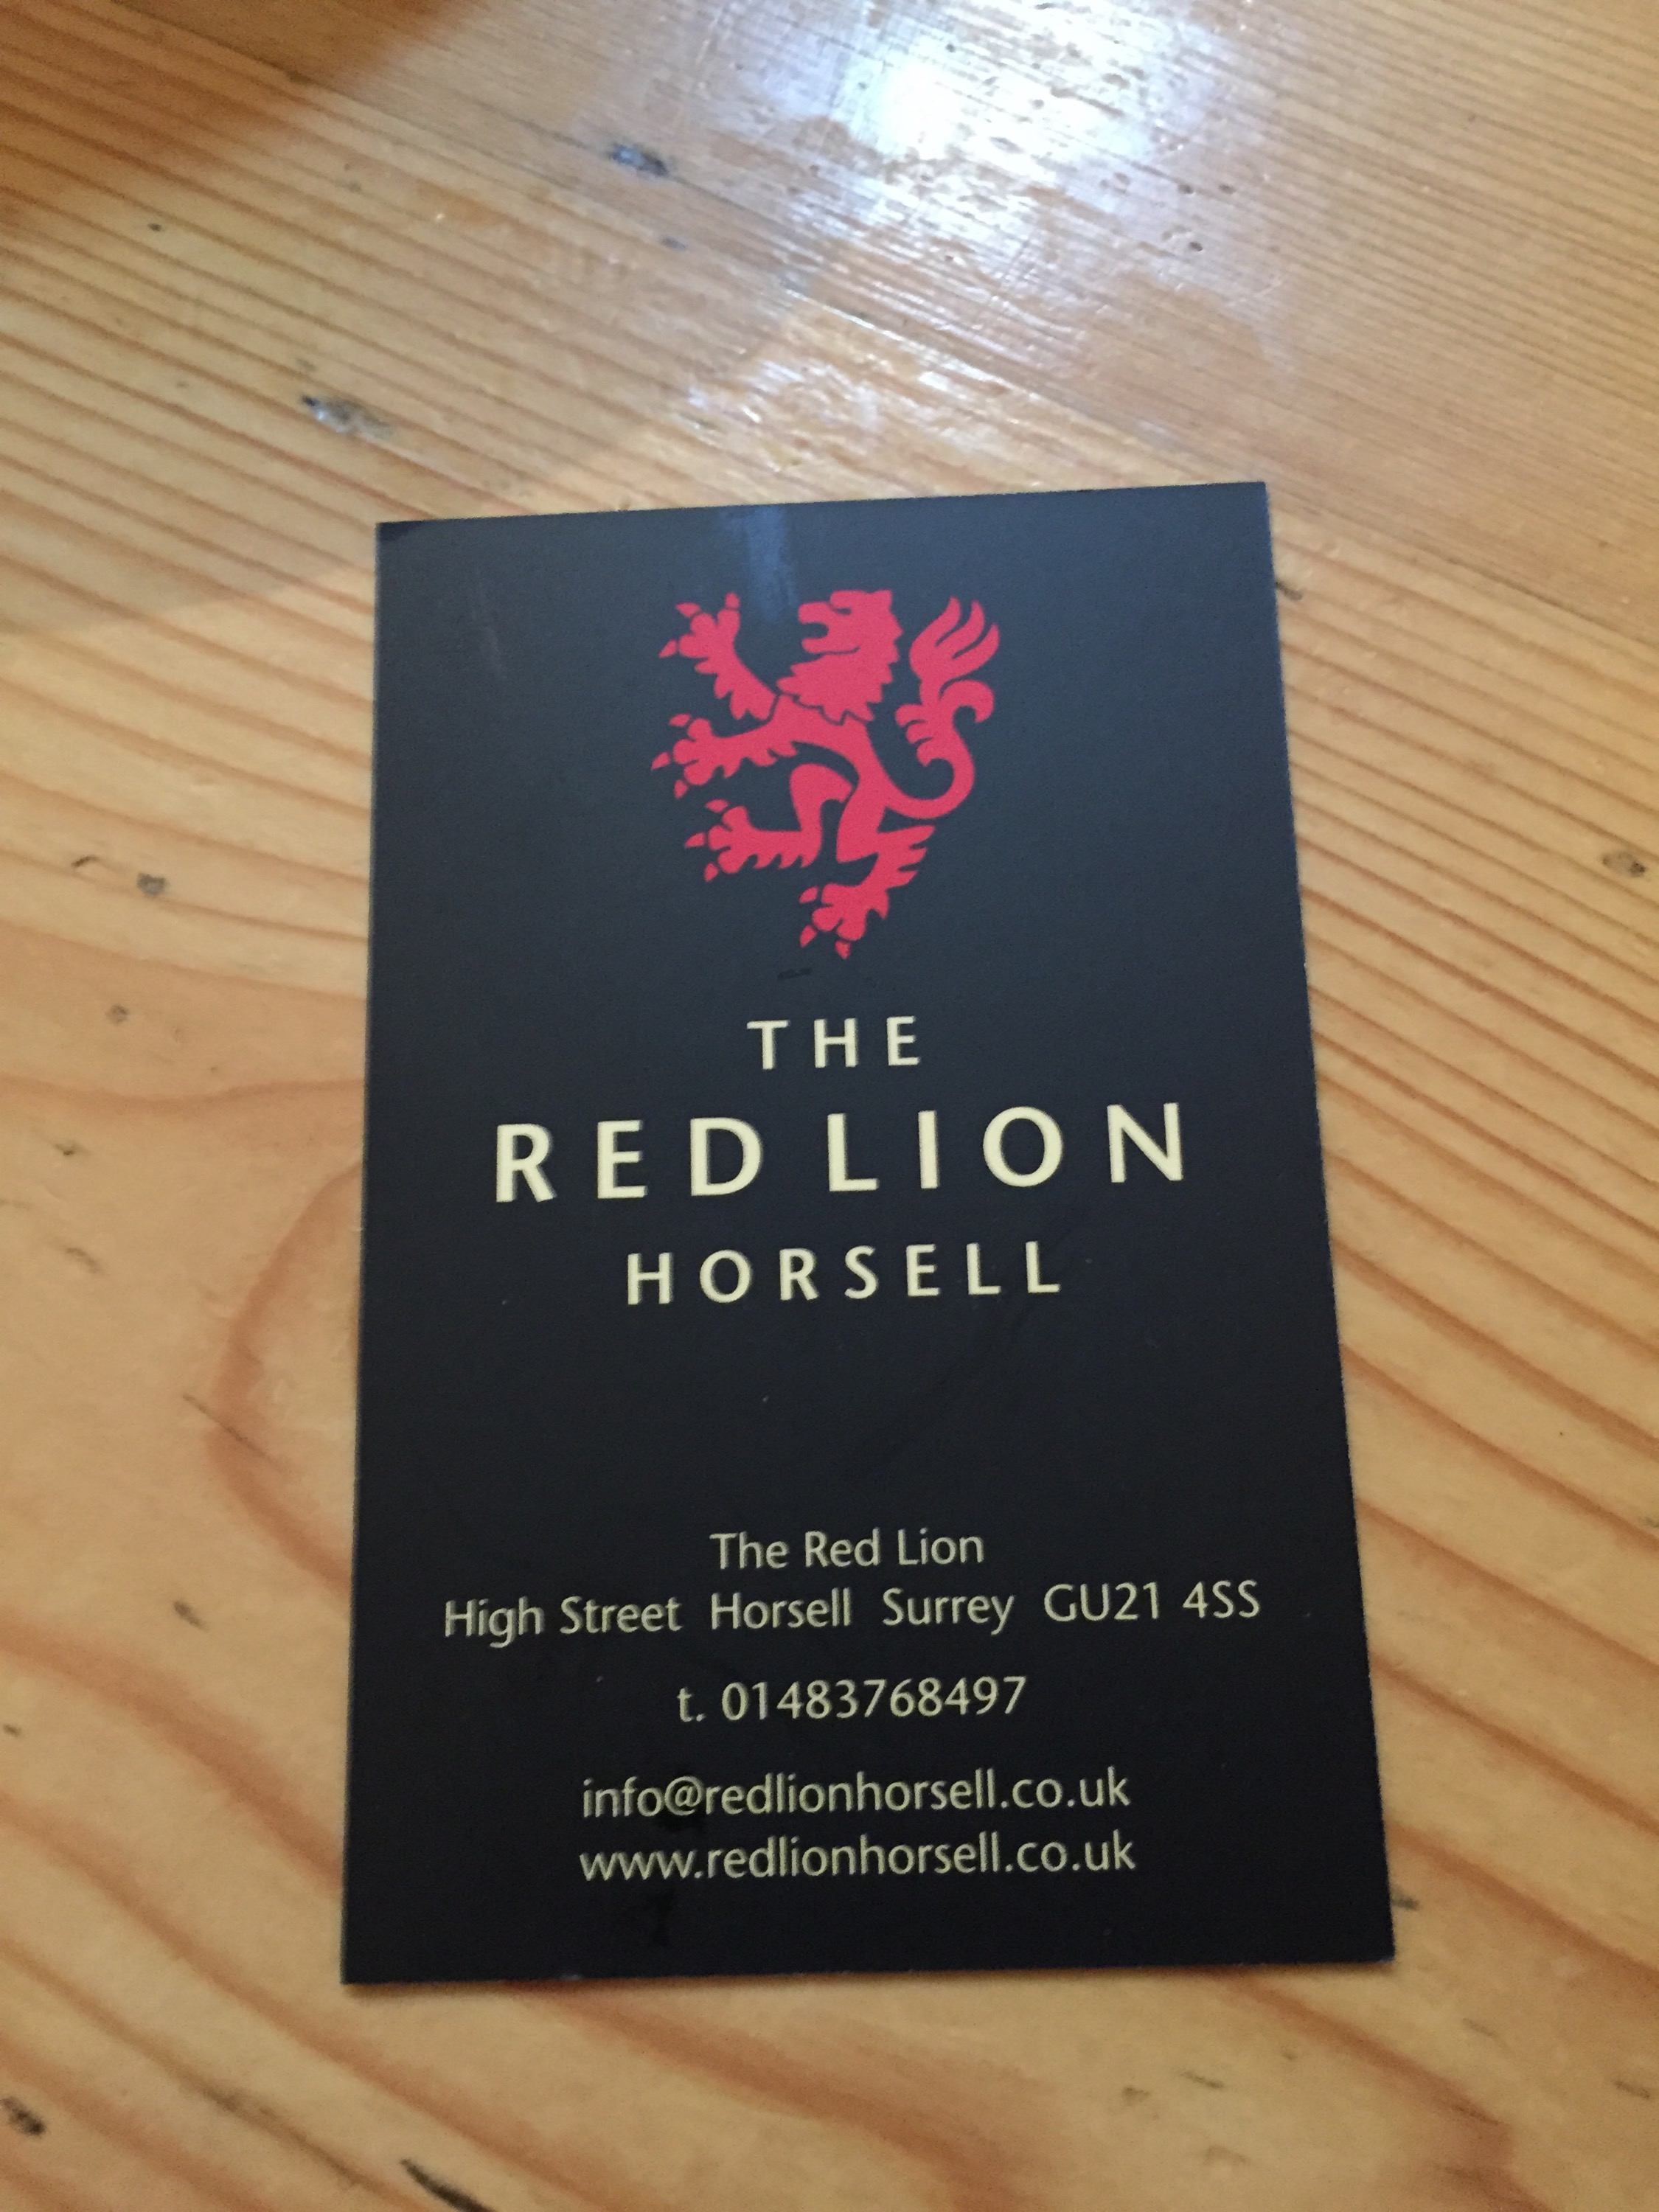 THE
RED LION
HORSELL
The Red Lion
High Street Horsell Surrey GU21 4SS
t. 01483768497
info@redlionhorsell.co.uk
www.redlionhorsell.co.uk